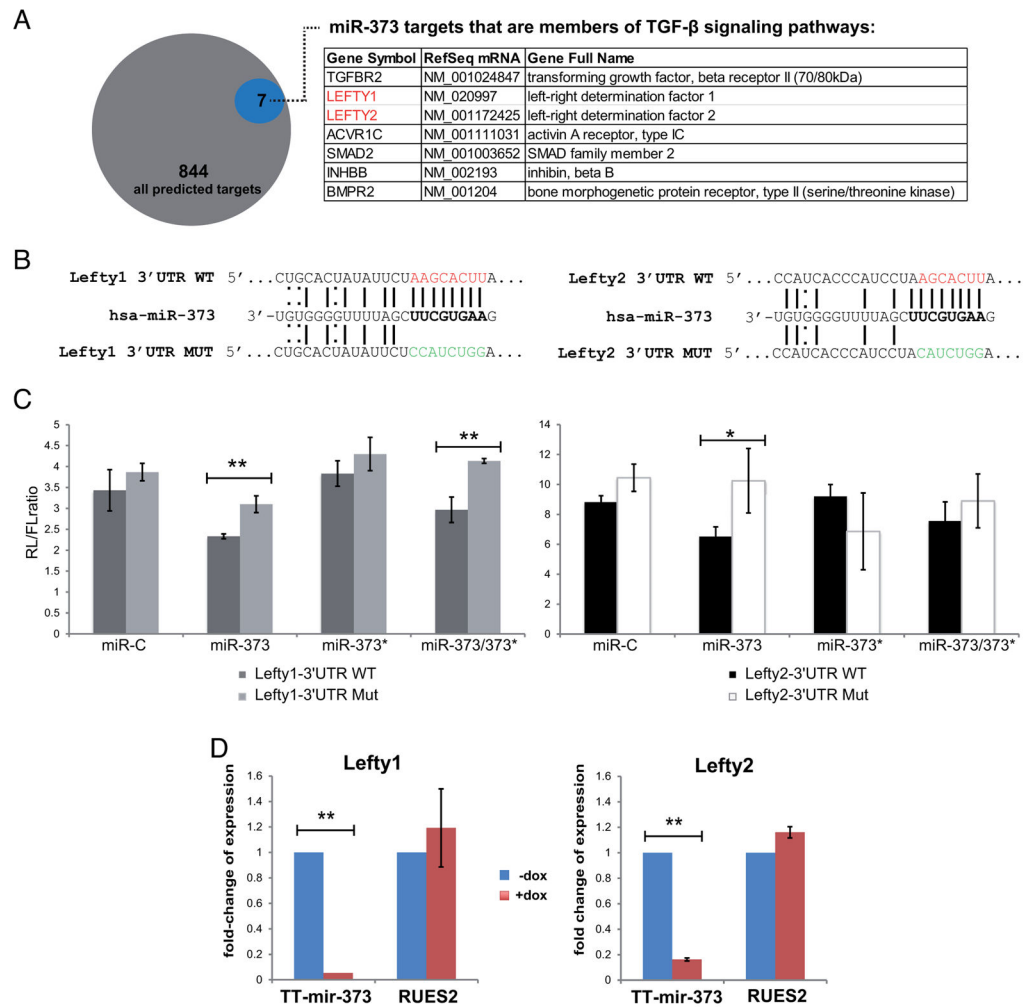 A
miR-373 targets that are members of TGF-β signaling pathways:
7
844
all predicted targets
Gene Symbol RefSeq mRNA Gene Full Name
TGFBR2 NM_001024847 transforming growth factor, beta receptor II (70/80kDa)
LEFTY1 NM_020997 left-right determination factor 1
LEFTY2 NM_001172425 left-right determination factor 2
ACVR1C NM_001111031 activin A receptor, type IC
SMAD2 NM_001003652 SMAD family member 2
INHBB NM_002193 inhibin, beta B
BMPR2 NM_001204 bone morphogenetic protein receptor, type II (serine/threonine kinase)
B
Lefty1 3'UTR WT 5' ...CUGCACUAUAUUCUAAGCACUUA...
hsa-miR-373 3'-UGUGGGGUUUUAGCUUCGUGAAG
Lefty1 3'UTR MUT 5' ...CUGCACUAUAUUCUCCAUCUGGA...
Lefty2 3'UTR WT 5' ...CCAUCACCCAUCCUAAGCACUUA...
hsa-miR-373 3'-UGUGGGGUUUUAGCUUCGUGAAG
Lefty2 3'UTR MUT 5' ...CCAUCACCCAUCCUACAUCUGGA...
C
RL/FLratio
5
4.5
4
3.5
3
2.5
2
1.5
1
0.5
0
**
**
miR-C miR-373 miR-373* miR-373/373*
Lefty1-3'UTR WT
Lefty1-3'UTR Mut
14
12
10
8
6
4
2
0
*
miR-C miR-373 miR-373* miR-373/373*
Lefty2-3'UTR WT
Lefty2-3'UTR Mut
D
Lefty1
fold-change of expression
1.6
1.4
1.2
1
0.8
0.6
0.4
0.2
0
**
TT-mir-373 RUES2
-dox
+dox
Lefty2
fold change of expression
1.6
1.4
1.2
1
0.8
0.6
0.4
0.2
0
**
TT-mir-373 RUES2